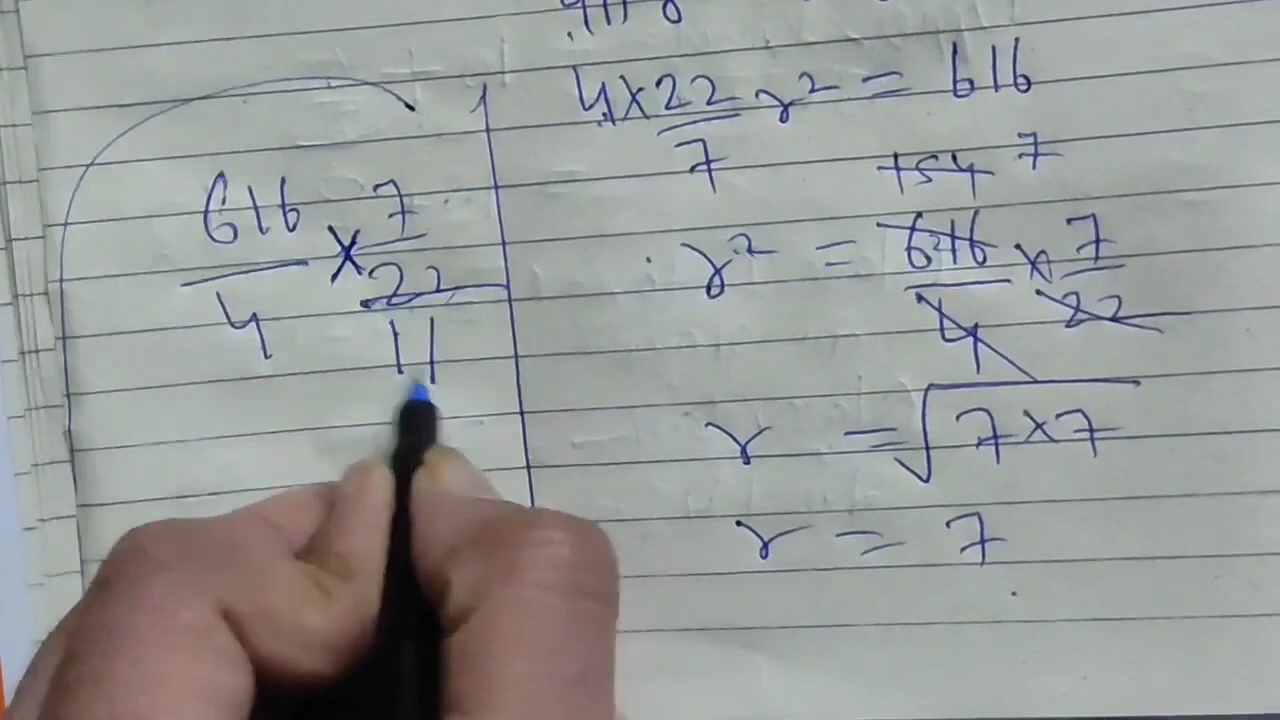 4×22/7 r² = 616
154 7
r² = 616/4 × 7/22
r = √7×7
r = 7
616/4 × 7/22
11